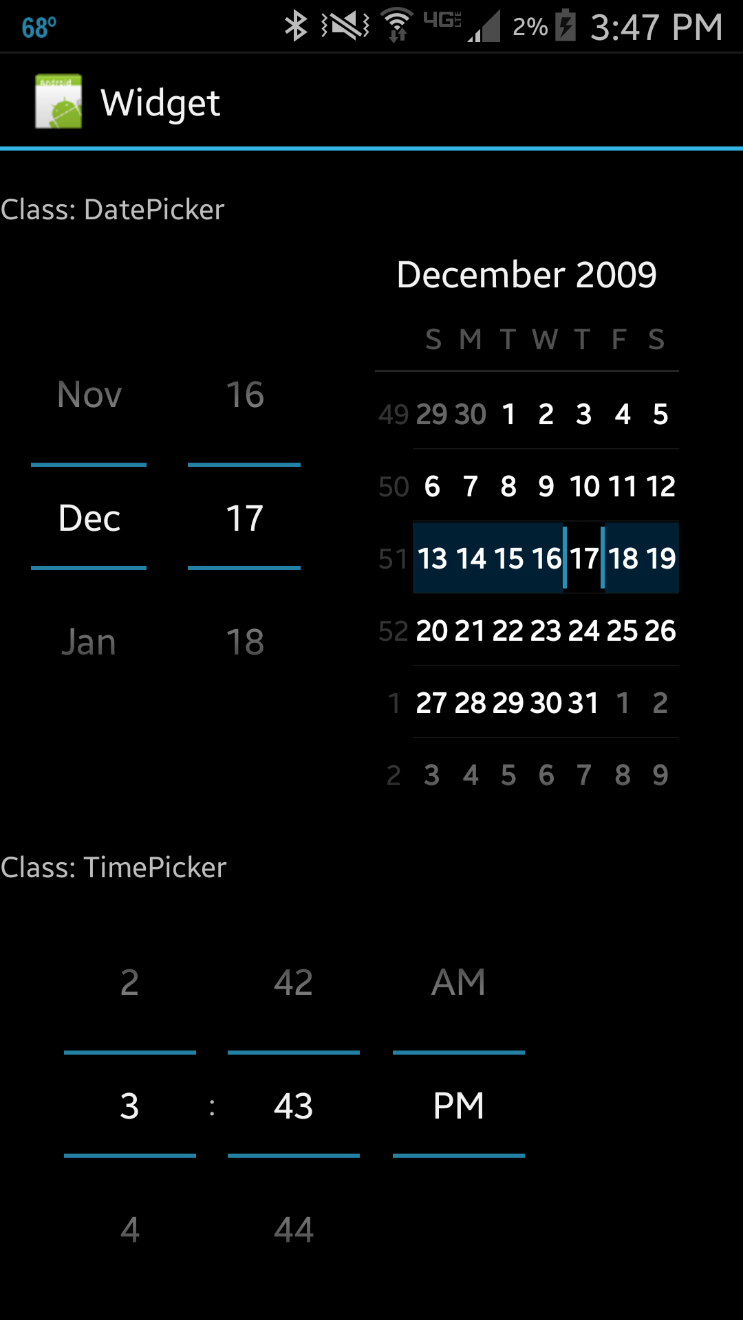 68° 4G LTE 2% 3:47 PM
Android
Widget
Class: DatePicker
December 2009
S M T W T F S
Nov 16
49 29 30 1 2 3 4 5
50 6 7 8 9 10 11 12
Dec 17
51 13 14 15 16 17 18 19
52 20 21 22 23 24 25 26
Jan 18
1 27 28 29 30 31 1 2
2 3 4 5 6 7 8 9
Class: TimePicker
2 42 AM
3 : 43 PM
4 44